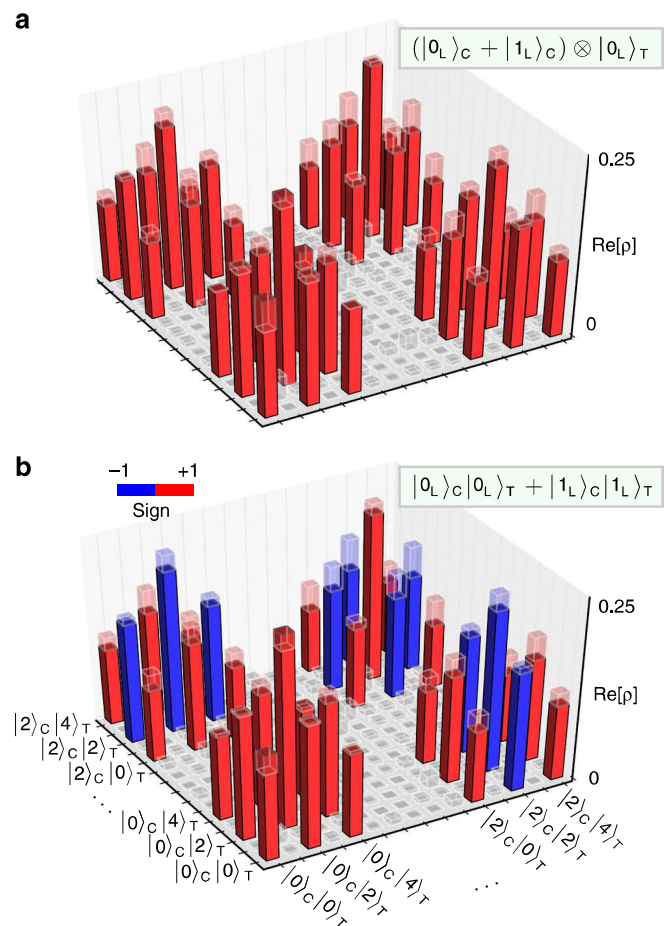 a
(|0_L⟩_C + |1_L⟩_C) ⊗ |0_L⟩_T
0.25
Re[ρ]
0
b
−1 +1
Sign
|0_L⟩_C|0_L⟩_T + |1_L⟩_C|1_L⟩_T
0.25
Re[ρ]
0
|2⟩_C|4⟩_T
|2⟩_C|2⟩_T
|2⟩_C|0⟩_T
...
|0⟩_C|4⟩_T
|0⟩_C|2⟩_T
|0⟩_C|0⟩_T
|0⟩_C|0⟩_T
|0⟩_C|2⟩_T
|0⟩_C|4⟩_T
...
|2⟩_C|0⟩_T
|2⟩_C|2⟩_T
|2⟩_C|4⟩_T